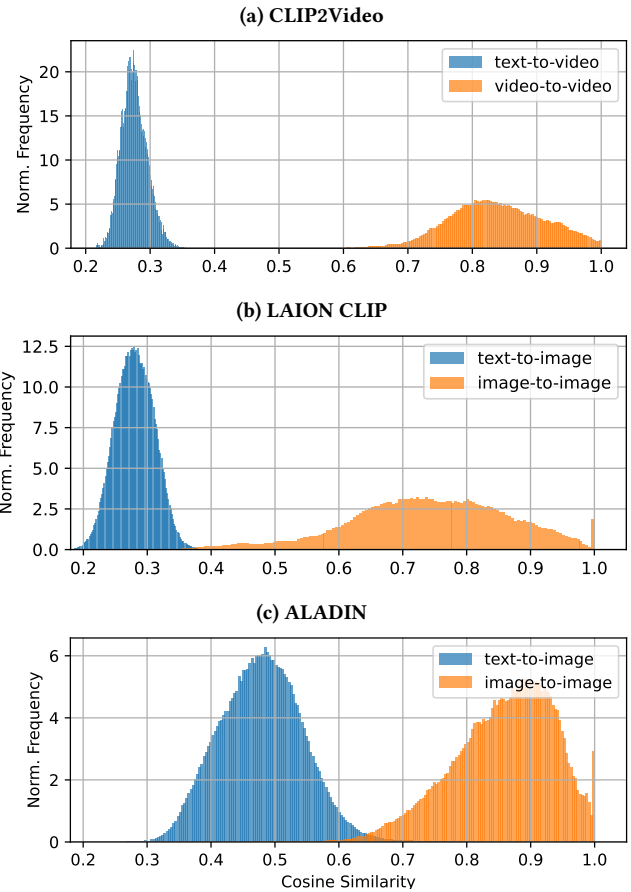 (a) CLIP2Video
Norm. Frequency
20
15
10
5
0
text-to-video
video-to-video
0.2 0.3 0.4 0.5 0.6 0.7 0.8 0.9 1.0
(b) LAION CLIP
Norm. Frequency
12.5
10.0
7.5
5.0
2.5
0.0
text-to-image
image-to-image
0.2 0.3 0.4 0.5 0.6 0.7 0.8 0.9 1.0
(c) ALADIN
Norm. Frequency
6
4
2
0
text-to-image
image-to-image
0.2 0.3 0.4 0.5 0.6 0.7 0.8 0.9 1.0
Cosine Similarity